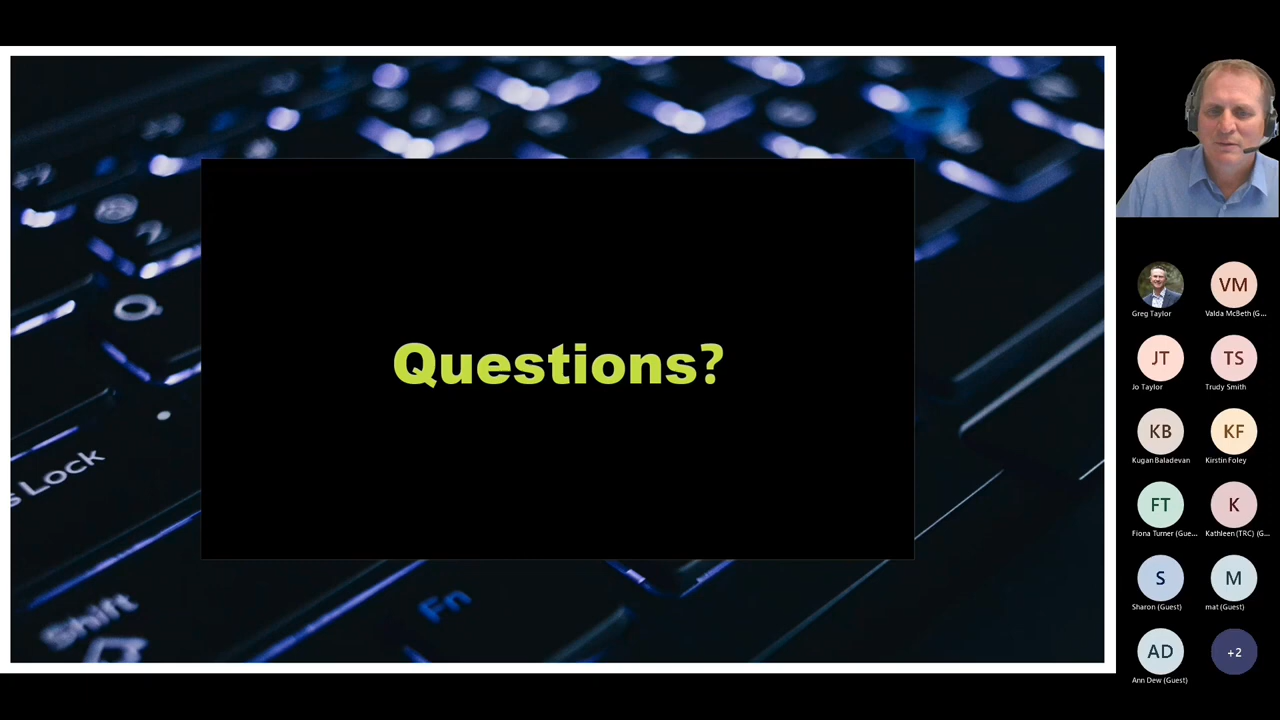 Questions?
s Lock
Shift
Fn
Greg Taylor
VM
Valda McBeth (G...
JT
Jo Taylor
TS
Trudy Smith
KB
Kugan Baladevan
KF
Kirstin Foley
FT
Fiona Turner (Gue...
K
Kathleen (TRC) (G...
S
Sharon (Guest)
M
mat (Guest)
AD
Ann Dew (Guest)
+2